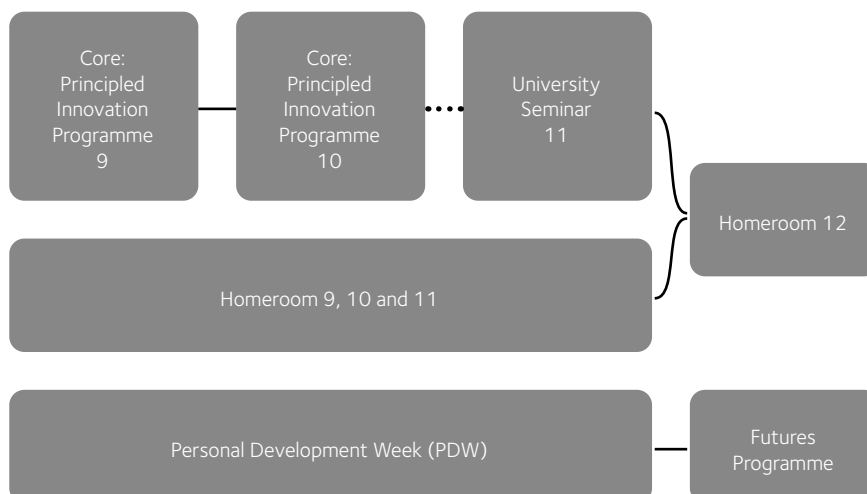 Core:
Principled
Innovation
Programme
9
Core:
Principled
Innovation
Programme
10
University
Seminar
11
Homeroom 12
Homeroom 9, 10 and 11
Personal Development Week (PDW)
Futures
Programme